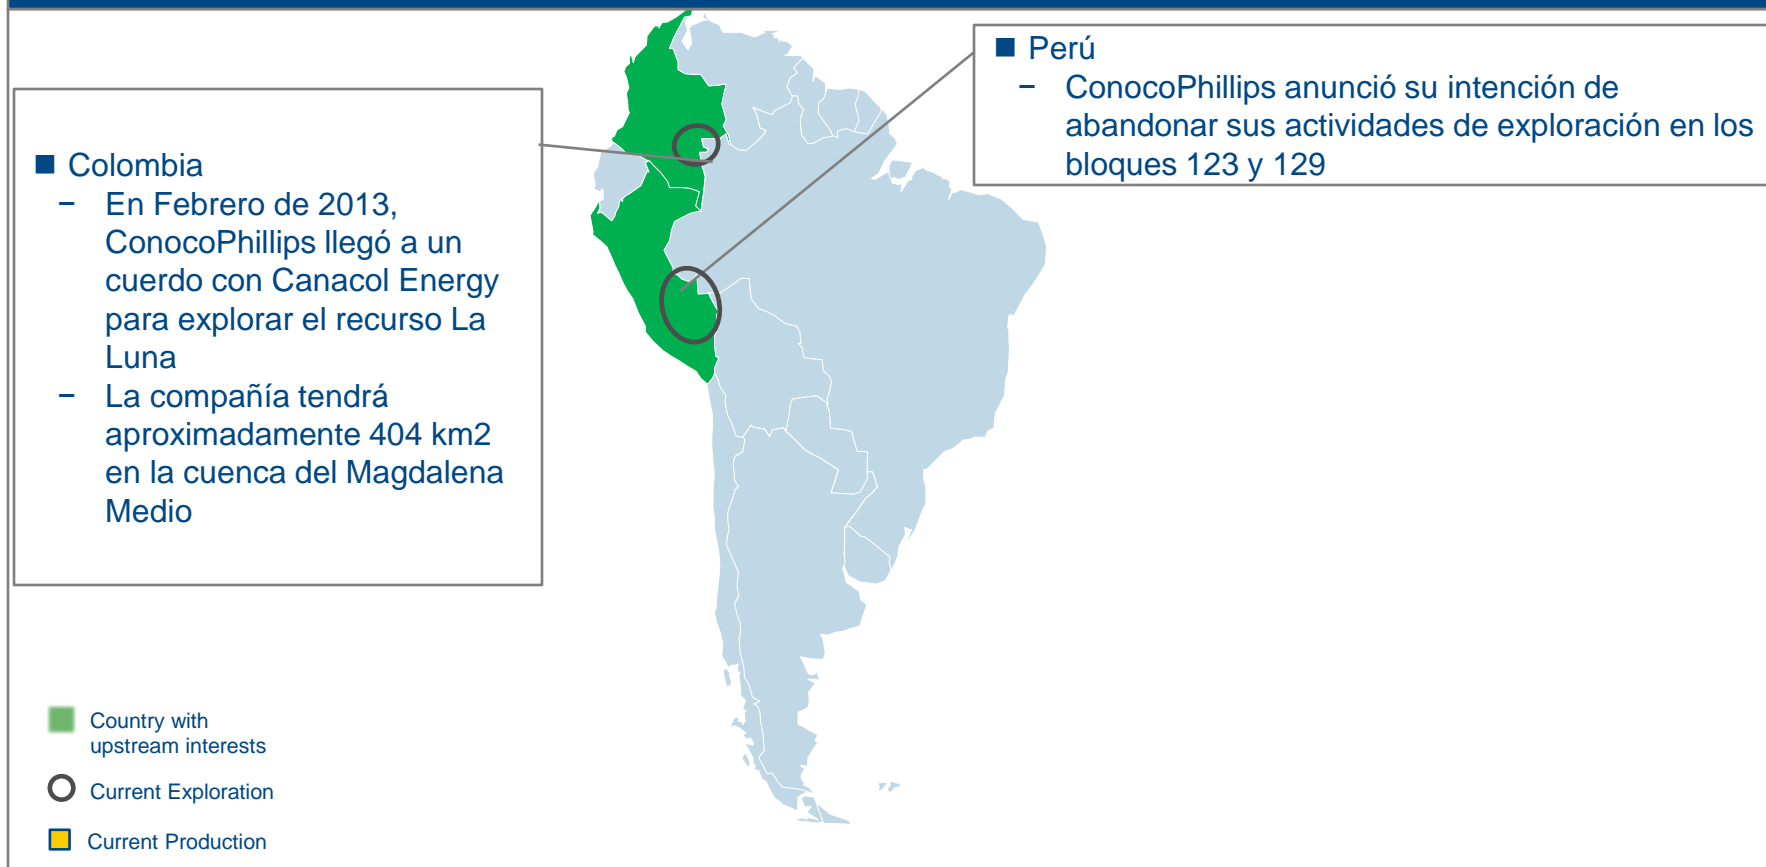 ■ Colombia
− En Febrero de 2013,
ConocoPhillips llegó a un
cuerdo con Canacol Energy
para explorar el recurso La
Luna
− La compañía tendrá
aproximadamente 404 km2
en la cuenca del Magdalena
Medio
■ Perú
− ConocoPhillips anunció su intención de
abandonar sus actividades de exploración en los
bloques 123 y 129
Country with
upstream interests
Current Exploration
Current Production